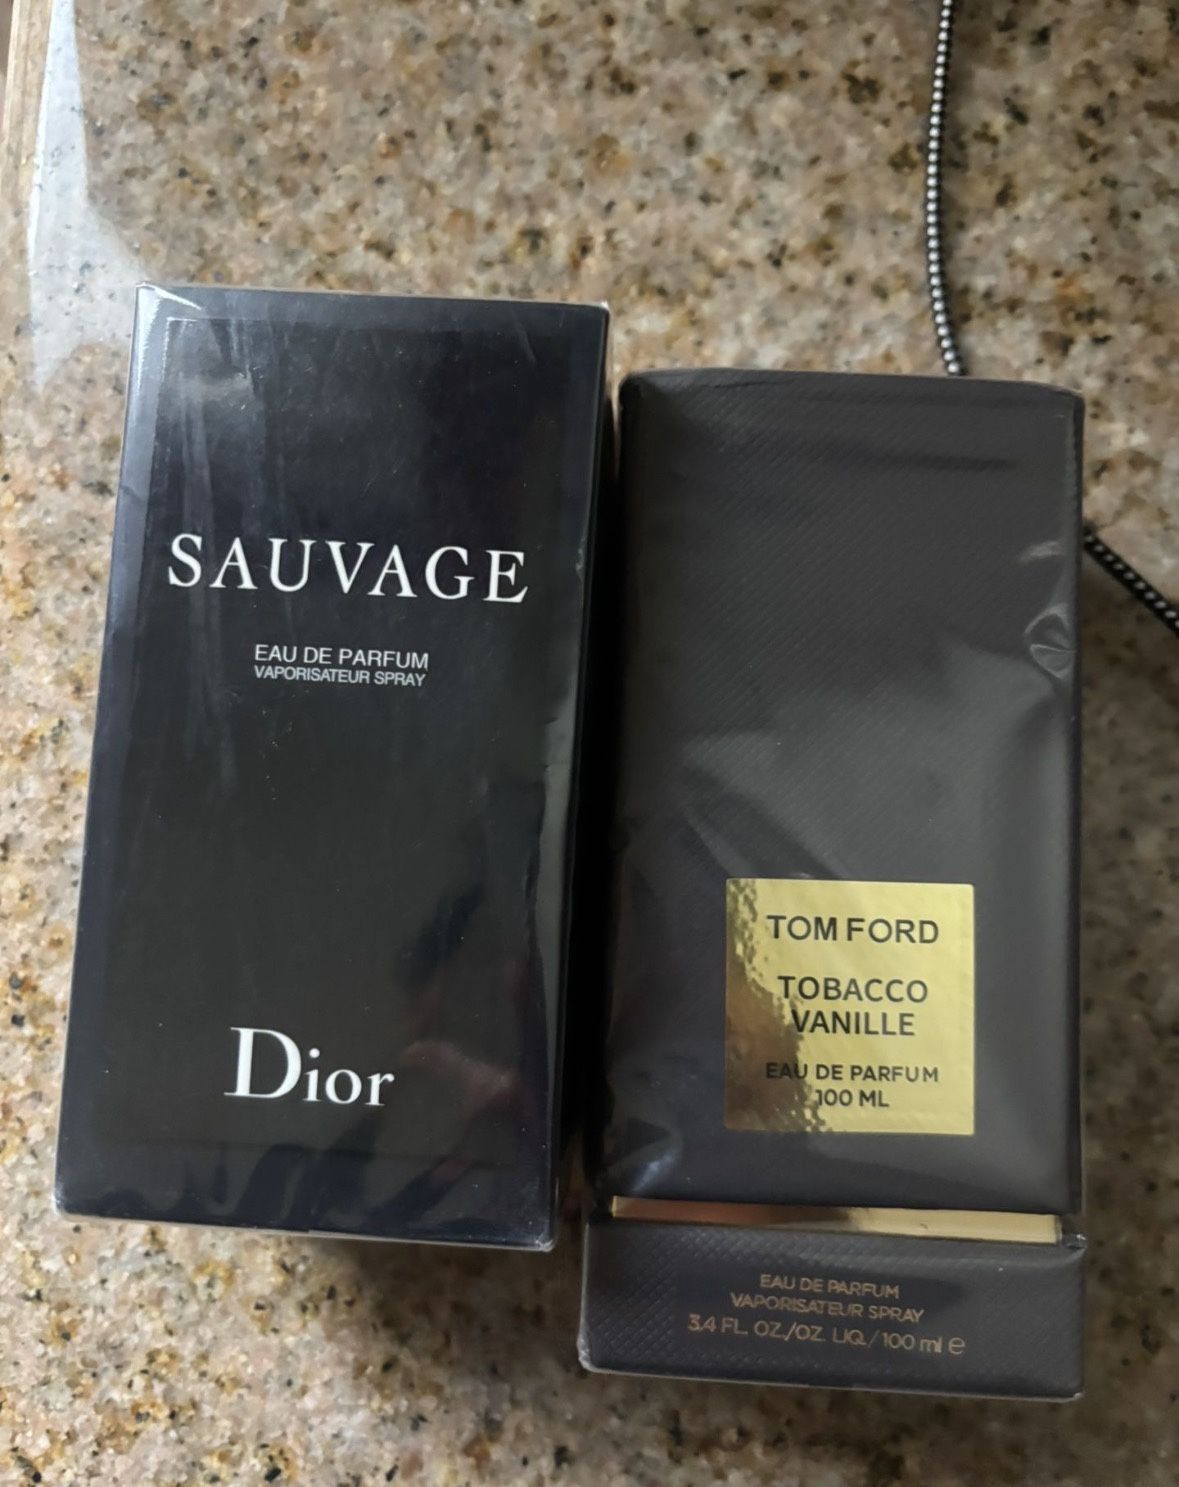 SAUVAGE
EAU DE PARFUM
VAPORISATEUR SPRAY
Dior
TOM FORD
TOBACCO
VANILLE
EAU DE PARFUM
100 ML
EAU DE PARFUM
VAPORISATEUR SPRAY
3.4 FL. OZ./OZ. LIQ. / 100 ml e